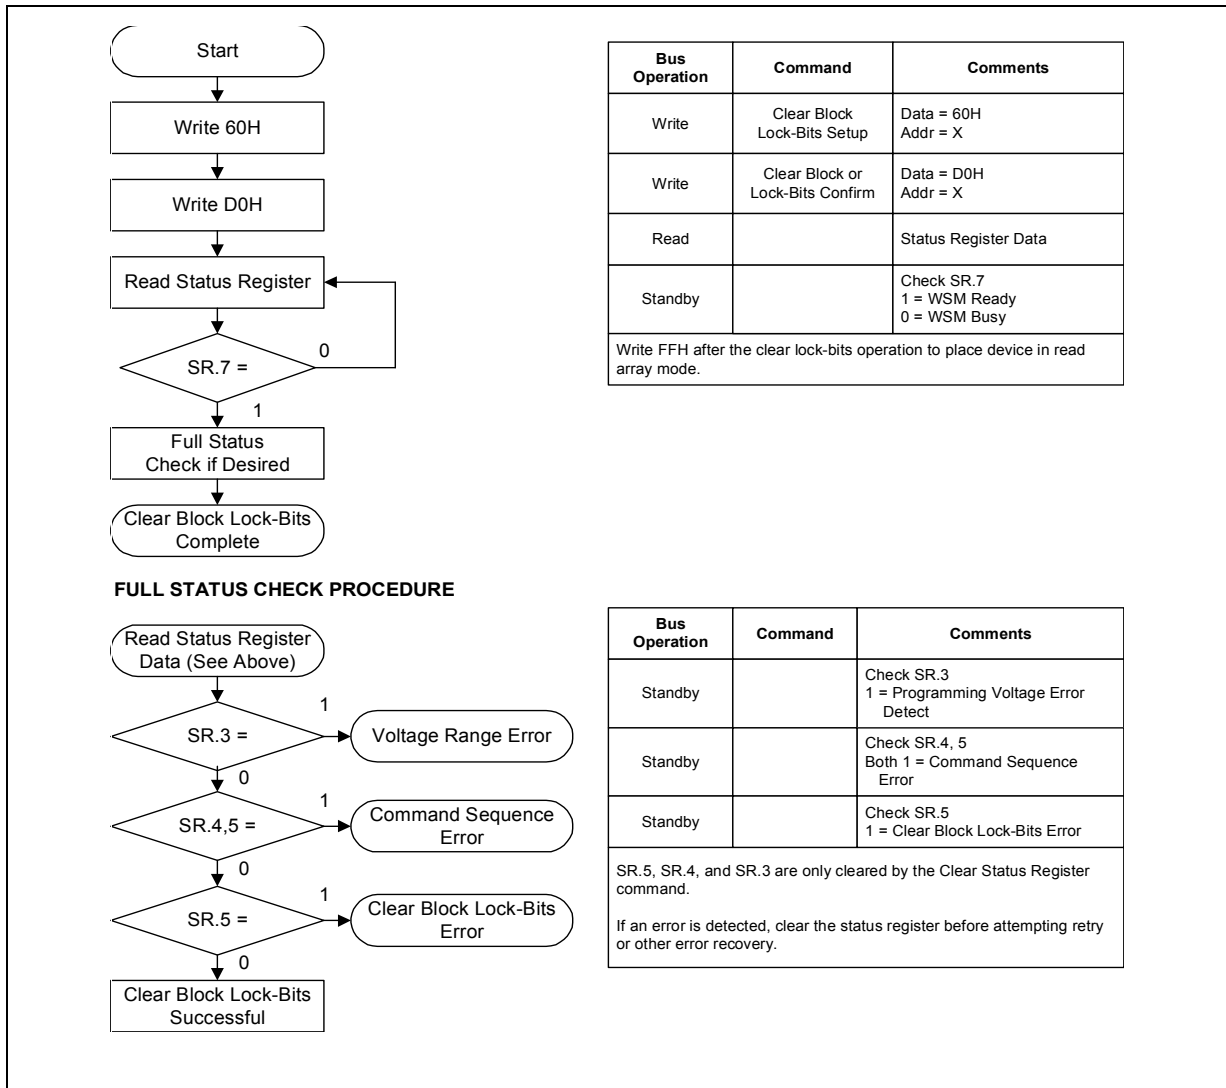 Start
Write 60H
Write D0H
Read Status Register
SR.7 =
0
1
Full Status
Check if Desired
Clear Block Lock-Bits
Complete
Bus
Operation
Command
Comments
Write
Clear Block
Lock-Bits Setup
Data = 60H
Addr = X
Write
Clear Block or
Lock-Bits Confirm
Data = D0H
Addr = X
Read
Status Register Data
Standby
Check SR.7
1 = WSM Ready
0 = WSM Busy
Write FFH after the clear lock-bits operation to place device in read
array mode.
FULL STATUS CHECK PROCEDURE
Read Status Register
Data (See Above)
SR.3 =
1
Voltage Range Error
0
SR.4,5 =
1
Command Sequence
Error
0
SR.5 =
1
Clear Block Lock-Bits
Error
0
Clear Block Lock-Bits
Successful
Bus
Operation
Command
Comments
Standby
Check SR.3
1 = Programming Voltage Error
Detect
Standby
Check SR.4, 5
Both 1 = Command Sequence
Error
Standby
Check SR.5
1 = Clear Block Lock-Bits Error
SR.5, SR.4, and SR.3 are only cleared by the Clear Status Register
command.
If an error is detected, clear the status register before attempting retry
or other error recovery.